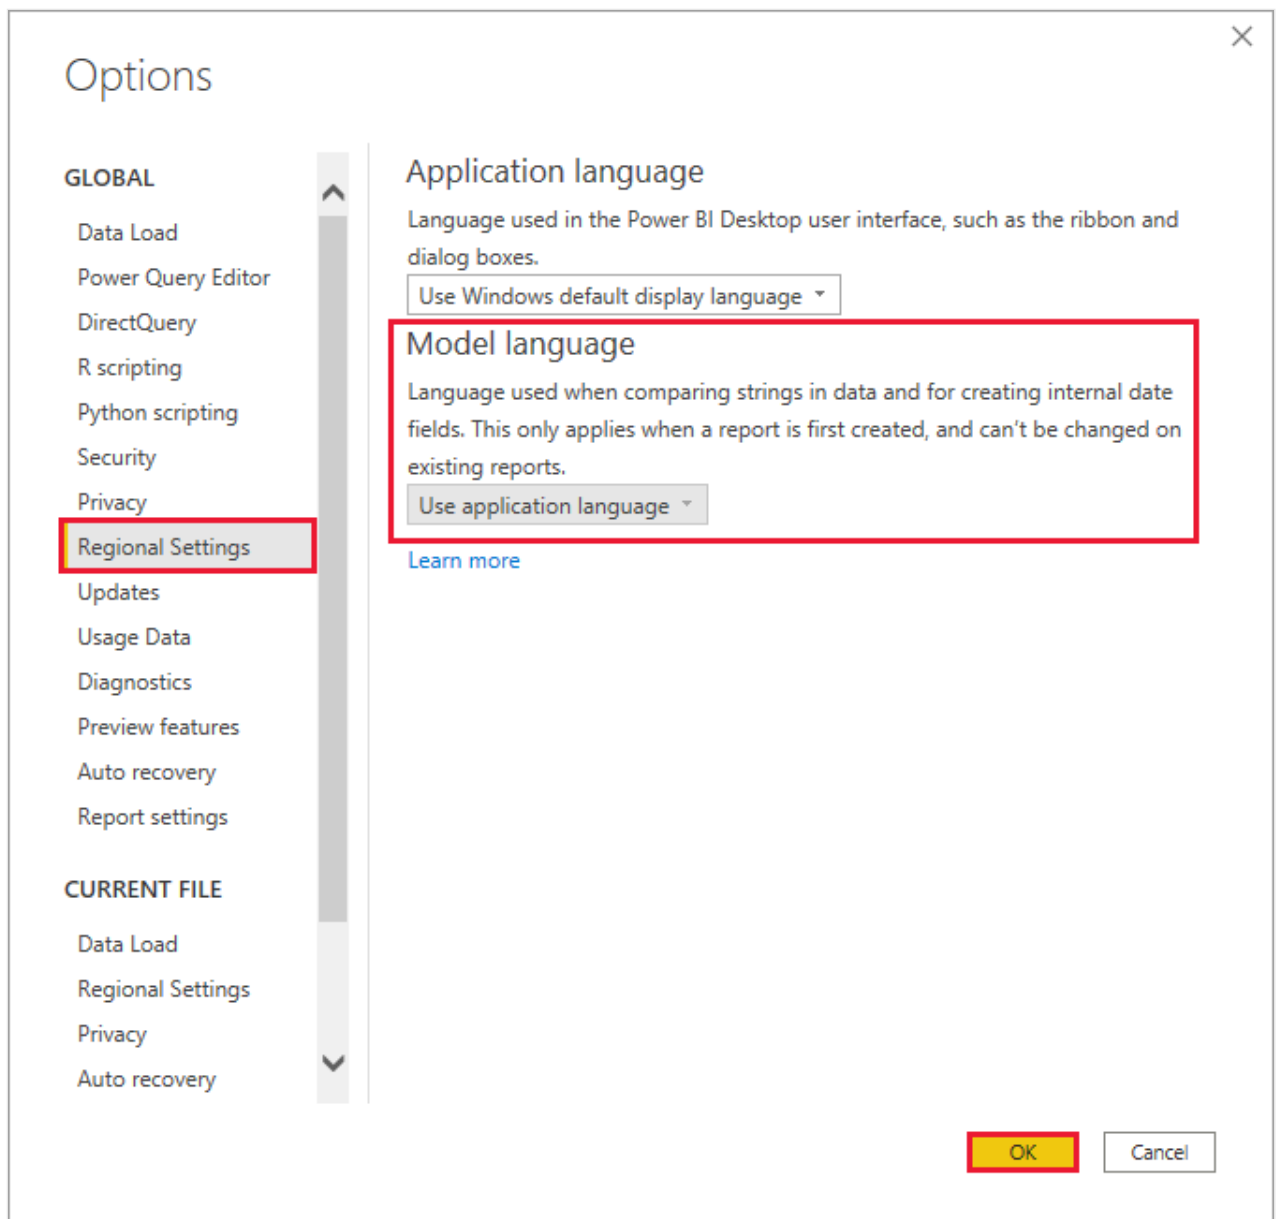 Options
GLOBAL
Data Load
Power Query Editor
DirectQuery
R scripting
Python scripting
Security
Privacy
Regional Settings
Updates
Usage Data
Diagnostics
Preview features
Auto recovery
Report settings
CURRENT FILE
Data Load
Regional Settings
Privacy
Auto recovery
Application language
Language used in the Power BI Desktop user interface, such as the ribbon and
dialog boxes.
Use Windows default display language
Model language
Language used when comparing strings in data and for creating internal date
fields. This only applies when a report is first created, and can't be changed on
existing reports.
Use application language
Learn more
OK
Cancel